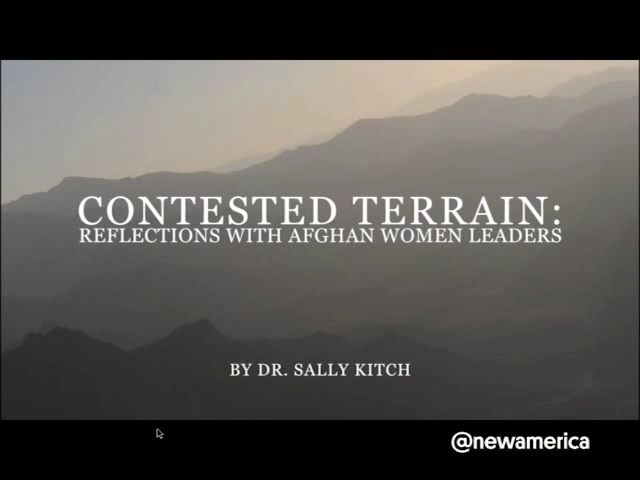 CONTESTED TERRAIN:
REFLECTIONS WITH AFGHAN WOMEN LEADERS
BY DR. SALLY KITCH
@newamerica